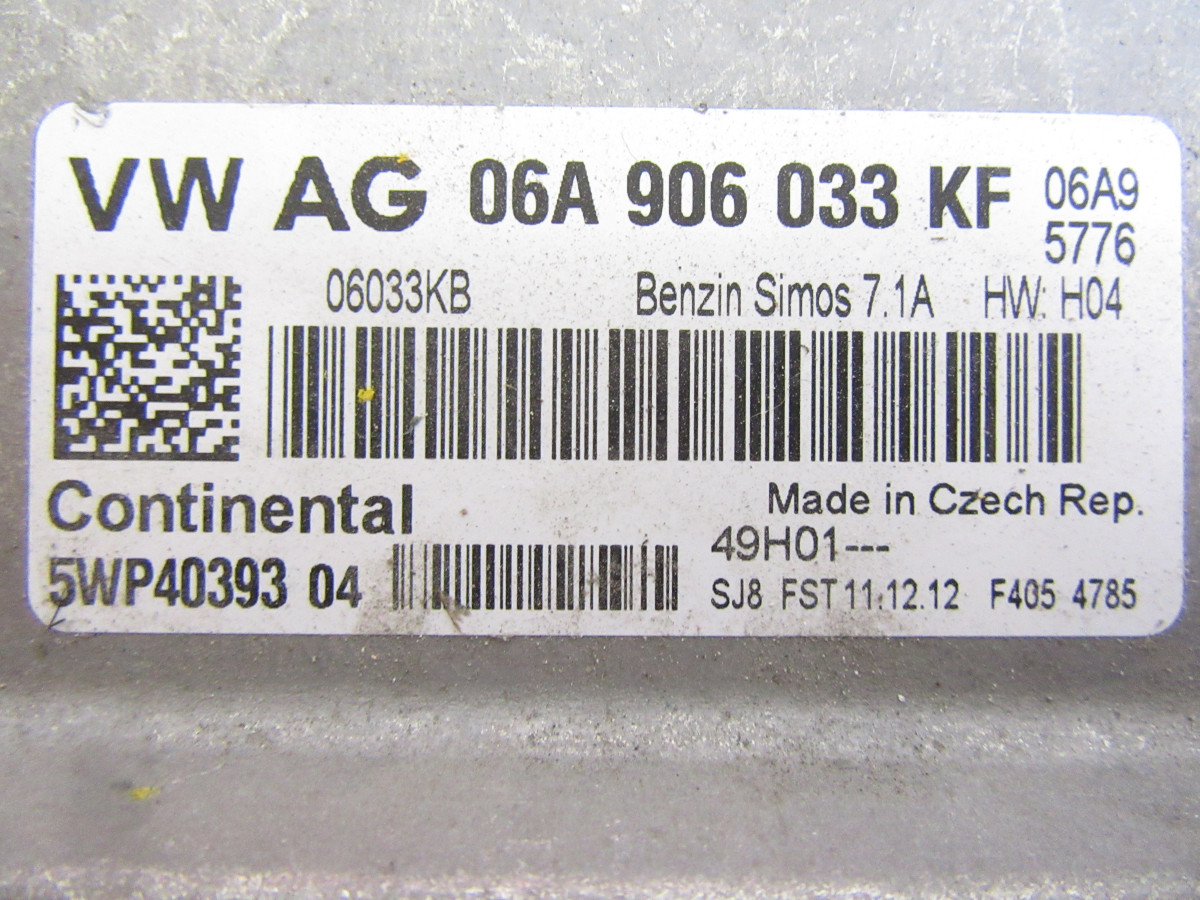 VW AG 06A 906 033 KF 06A9
5776
06033KB Benzin Simos 7.1A HW: H04
Continental Made in Czech Rep.
49H01---
5WP40393 04 SJ8 FST 11.12.12 F405 4785